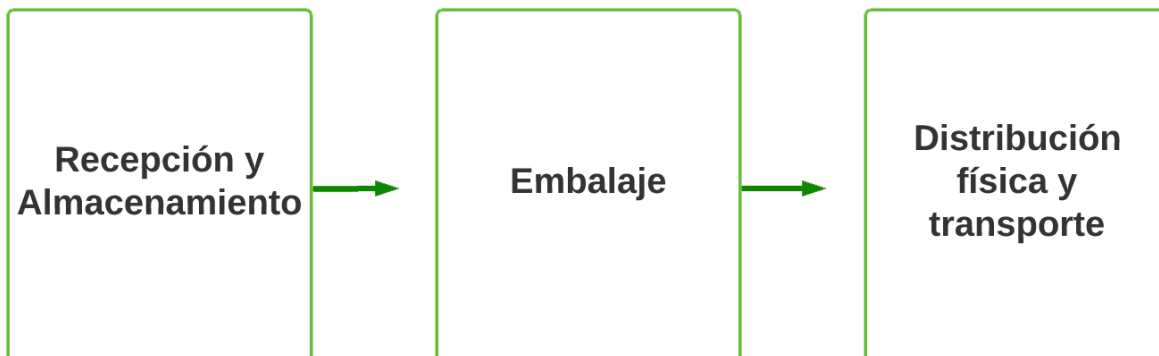 Recepción y
Almacenamiento
Embalaje
Distribución
física y
transporte